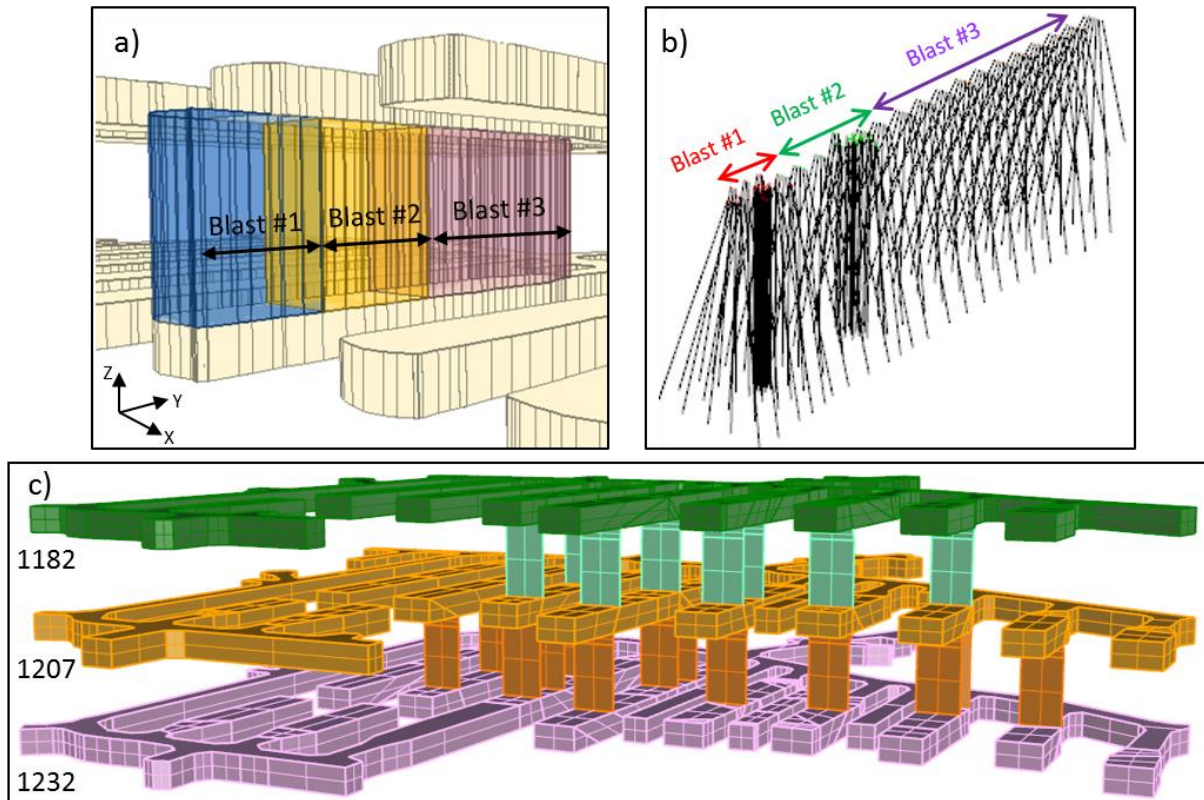 a)
Blast #1
Blast #2
Blast #3
Z
Y
X
b)
Blast #1
Blast #2
Blast #3
c)
1182
1207
1232